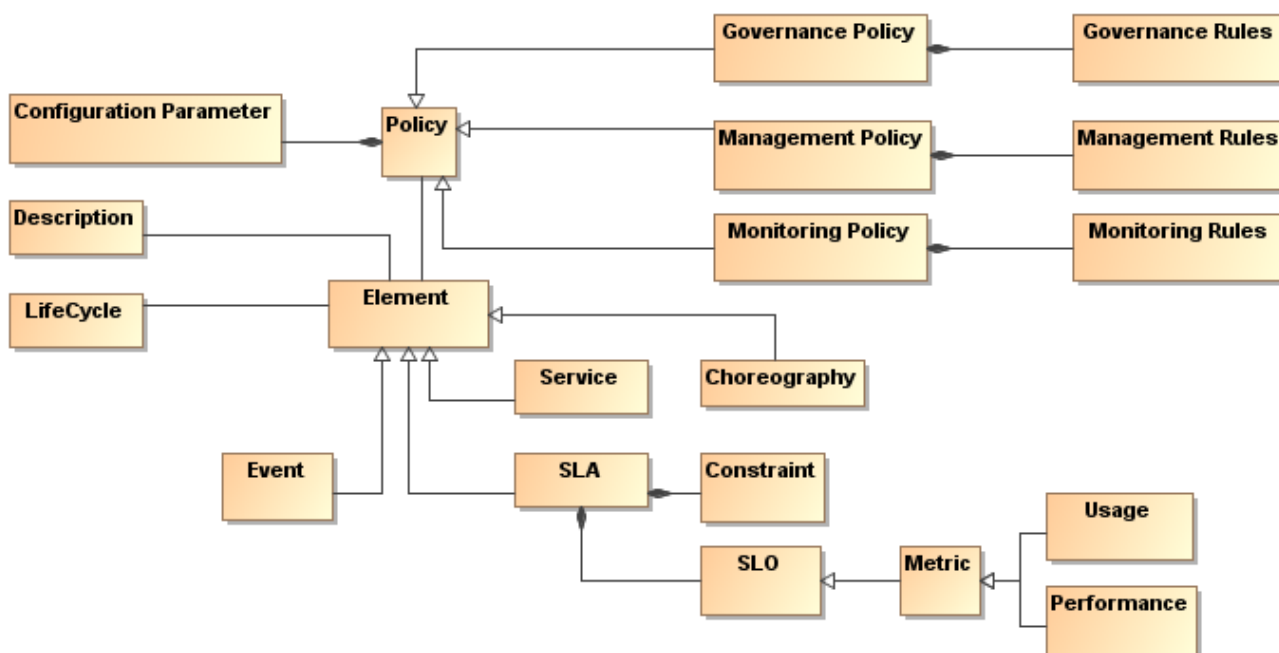 Governance Policy
Governance Rules
Configuration Parameter
Policy
Management Policy
Management Rules
Description
Monitoring Policy
Monitoring Rules
Element
LifeCycle
Service
Choreography
Event
SLA
Constraint
Usage
SLO
Metric
Performance